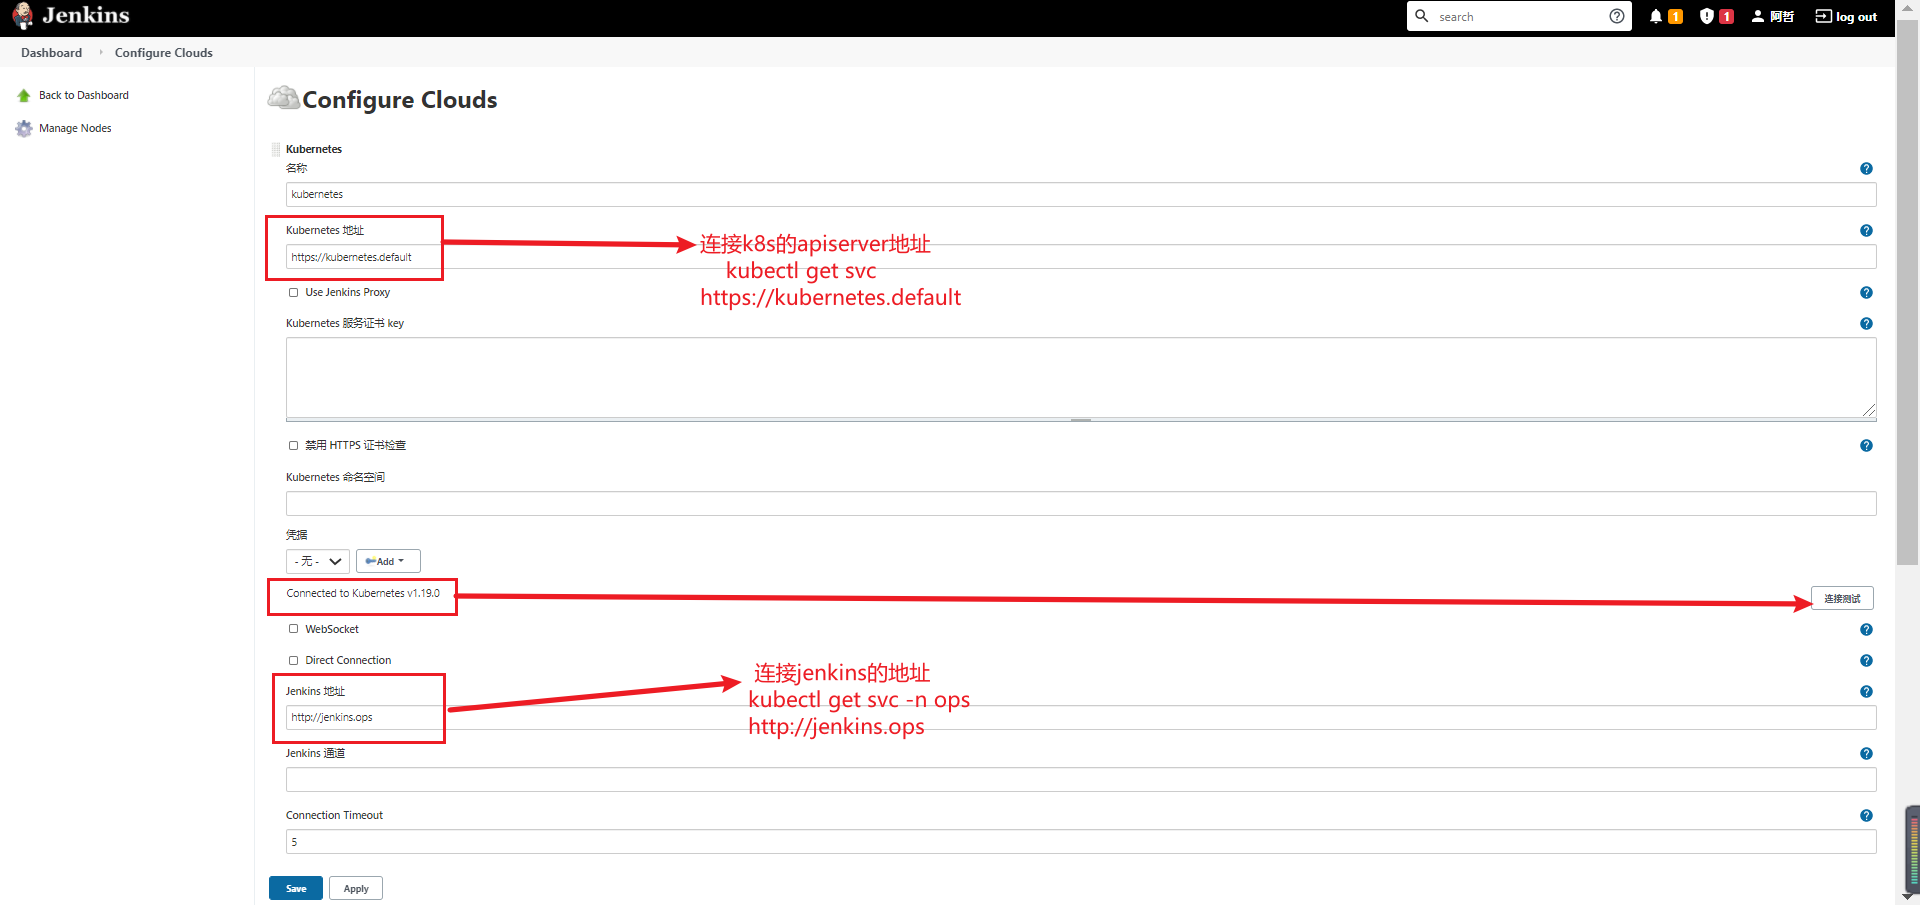 Jenkins
search
1
1
阿哲
log out
Dashboard
Configure Clouds
Back to Dashboard
Manage Nodes
Configure Clouds
Kubernetes
名称
kubernetes
Kubernetes 地址
https://kubernetes.default
连接k8s的apiserver地址
kubectl get svc
https://kubernetes.default
Use Jenkins Proxy
Kubernetes 服务证书 key
禁用 HTTPS 证书检查
Kubernetes 命名空间
凭据
- 无 -
Add
Connected to Kubernetes v1.19.0
连接测试
WebSocket
Direct Connection
Jenkins 地址
http://jenkins.ops
连接jenkins的地址
kubectl get svc -n ops
http://jenkins.ops
Jenkins 通道
Connection Timeout
5
Save
Apply